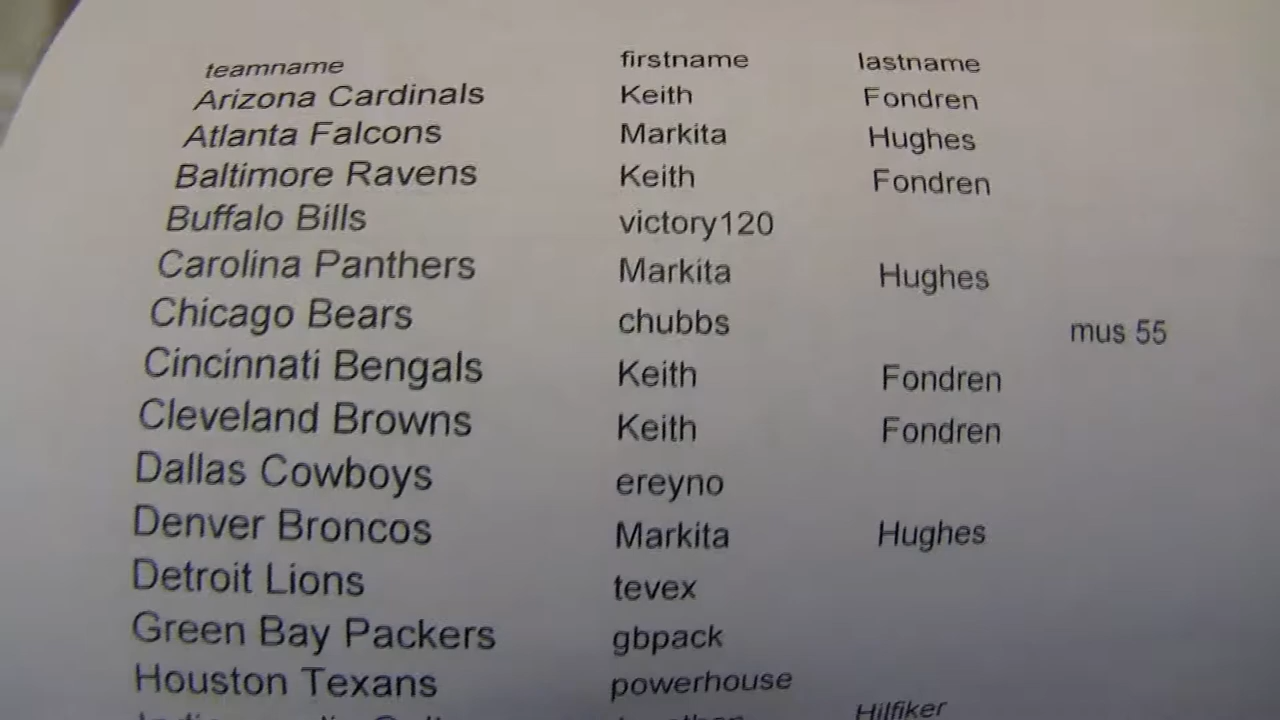 teamname firstname lastname
Arizona Cardinals Keith Fondren
Atlanta Falcons Markita Hughes
Baltimore Ravens Keith Fondren
Buffalo Bills victory120
Carolina Panthers Markita Hughes
Chicago Bears chubbs mus 55
Cincinnati Bengals Keith Fondren
Cleveland Browns Keith Fondren
Dallas Cowboys ereyno
Denver Broncos Markita Hughes
Detroit Lions tevex
Green Bay Packers gbpack
Houston Texans powerhouse
Hilfiker